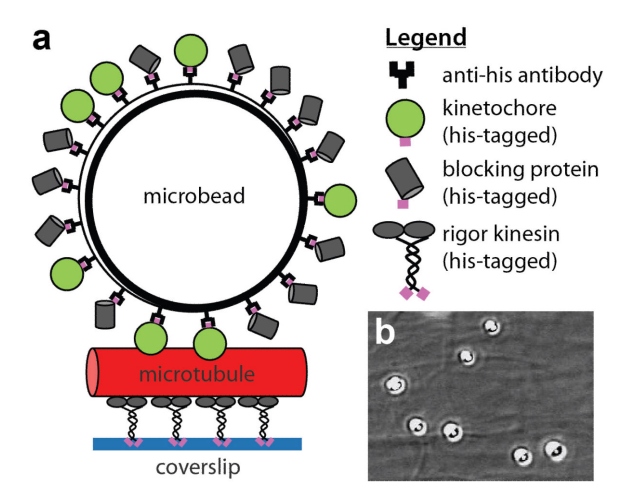 a
Legend
anti-his antibody
kinetochore
(his-tagged)
blocking protein
(his-tagged)
rigor kinesin
(his-tagged)
microbead
microtubule
coverslip
b